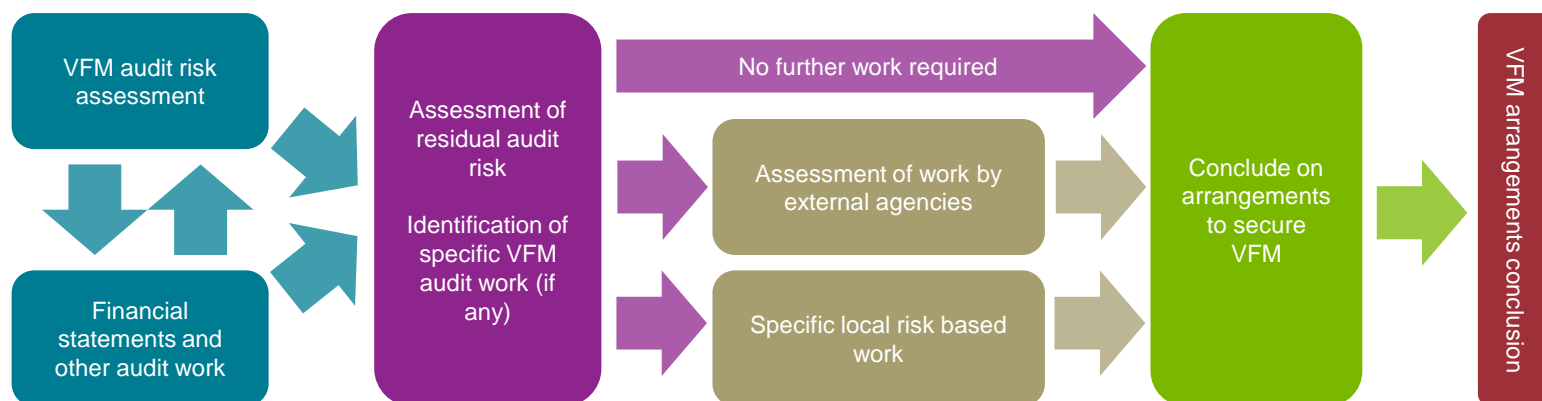 VFM audit risk
assessment
Financial
statements and
other audit work
Assessment of
residual audit
risk
Identification of
specific VFM
audit work (if
any)
No further work required
Assessment of work by
external agencies
Specific local risk based
work
Conclude on
arrangements
to secure
VFM
VFM arrangements conclusion